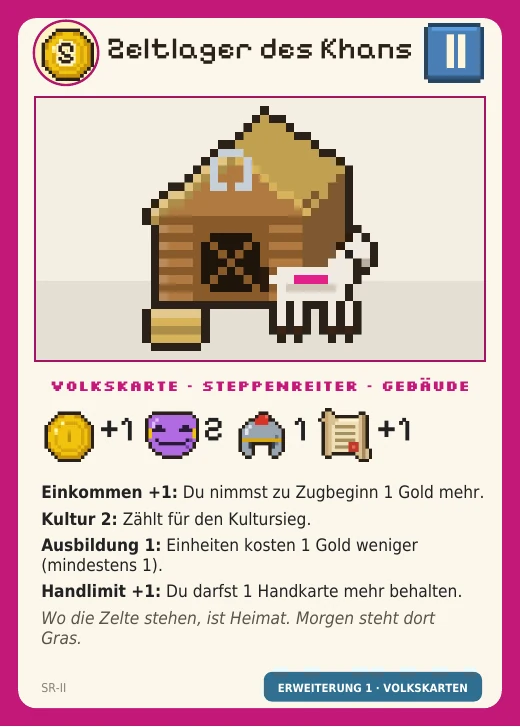 8 Zeltlager des Khans II
VOLKSKARTE · STEPPENREITER · GEBÄUDE
+1 2 1 +1
Einkommen +1: Du nimmst zu Zugbeginn 1 Gold mehr.
Kultur 2: Zählt für den Kultursieg.
Ausbildung 1: Einheiten kosten 1 Gold weniger
(mindestens 1).
Handlimit +1: Du darfst 1 Handkarte mehr behalten.
Wo die Zelte stehen, ist Heimat. Morgen steht dort
Gras.
SR-II
ERWEITERUNG 1 · VOLKSKARTEN